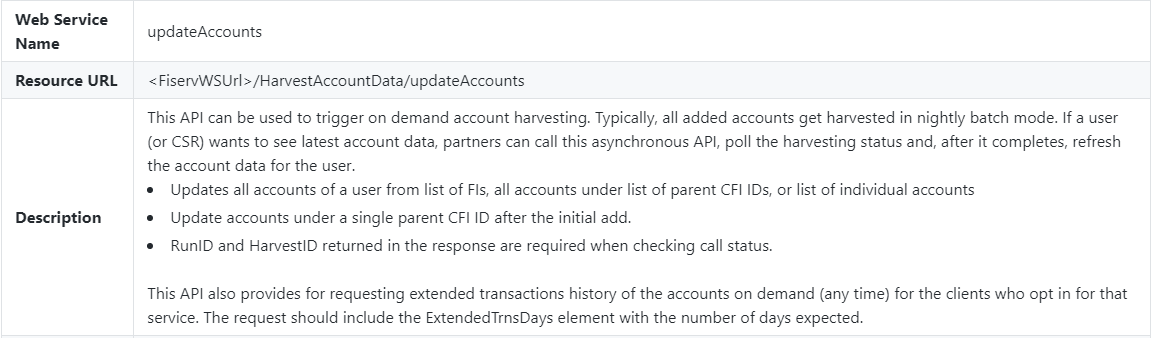 Web Service
Name
updateAccounts
Resource URL
<FiservWSUrl>/HarvestAccountData/updateAccounts
Description
This API can be used to trigger on demand account harvesting. Typically, all added accounts get harvested in nightly batch mode. If a user
(or CSR) wants to see latest account data, partners can call this asynchronous API, poll the harvesting status and, after it completes, refresh
the account data for the user.
• Updates all accounts of a user from list of FIs, all accounts under list of parent CFI IDs, or list of individual accounts
• Update accounts under a single parent CFI ID after the initial add.
• RunID and HarvestID returned in the response are required when checking call status.
This API also provides for requesting extended transactions history of the accounts on demand (any time) for the clients who opt in for that
service. The request should include the ExtendedTrnsDays element with the number of days expected.